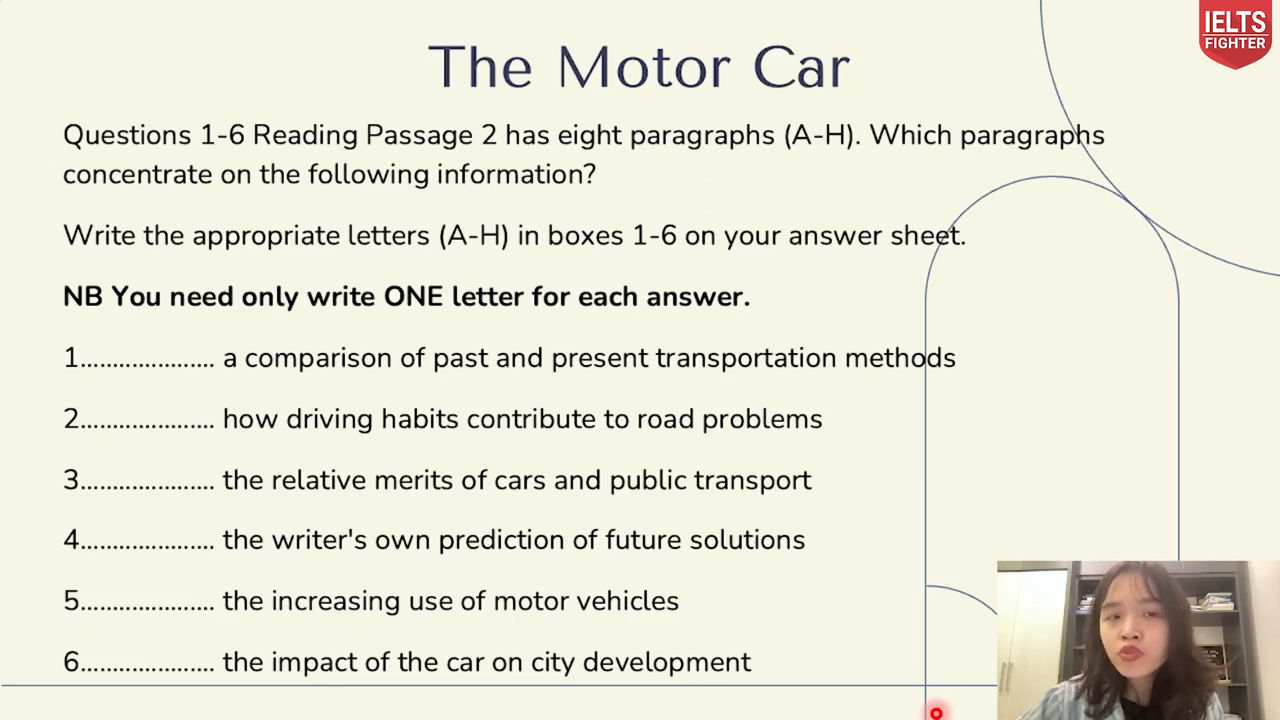 IELTS
FIGHTER
The Motor Car
Questions 1-6 Reading Passage 2 has eight paragraphs (A-H). Which paragraphs
concentrate on the following information?
Write the appropriate letters (A-H) in boxes 1-6 on your answer sheet.
NB You need only write ONE letter for each answer.
1.................... a comparison of past and present transportation methods
2.................... how driving habits contribute to road problems
3.................... the relative merits of cars and public transport
4.................... the writer's own prediction of future solutions
5.................... the increasing use of motor vehicles
6.................... the impact of the car on city development